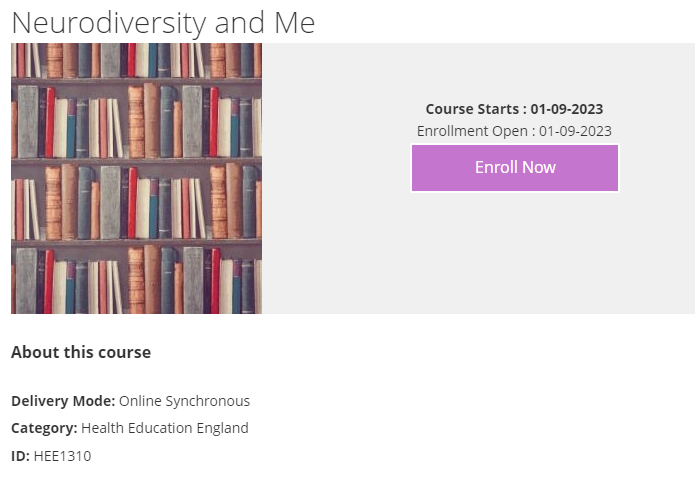 Neurodiversity and Me
Course Starts : 01-09-2023
Enrollment Open : 01-09-2023
Enroll Now
About this course
Delivery Mode: Online Synchronous
Category: Health Education England
ID: HEE1310